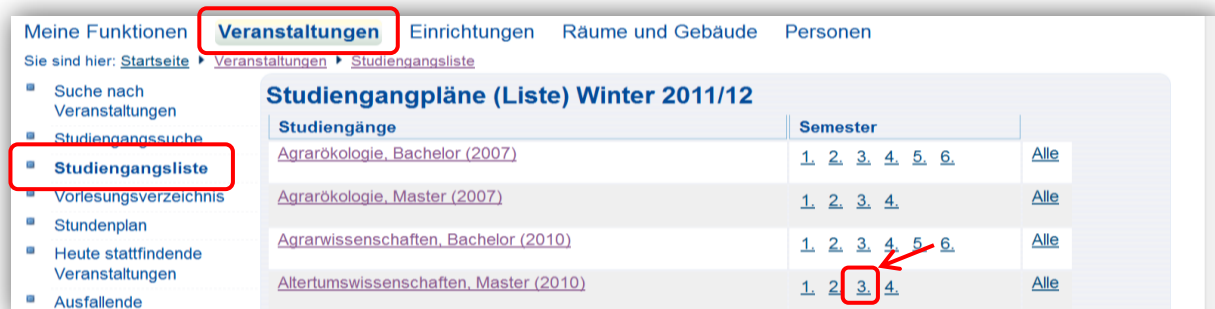 Meine Funktionen Veranstaltungen Einrichtungen Räume und Gebäude Personen
Sie sind hier: Startseite Veranstaltungen Studiengangsliste
Suche nach
Veranstaltungen
Studiengangssuche
Studiengangsliste
Vorlesungsverzeichnis
Stundenplan
Heute stattfindende
Veranstaltungen
Ausfallende
Studiengangpläne (Liste) Winter 2011/12
Studiengänge Semester
Agrarökologie, Bachelor (2007) 1. 2. 3. 4. 5. 6. Alle
Agrarökologie, Master (2007) 1. 2. 3. 4. Alle
Agrarwissenschaften, Bachelor (2010) 1. 2. 3. 4. 5. 6. Alle
Altertumswissenschaften, Master (2010) 1. 2. 3. 4. Alle